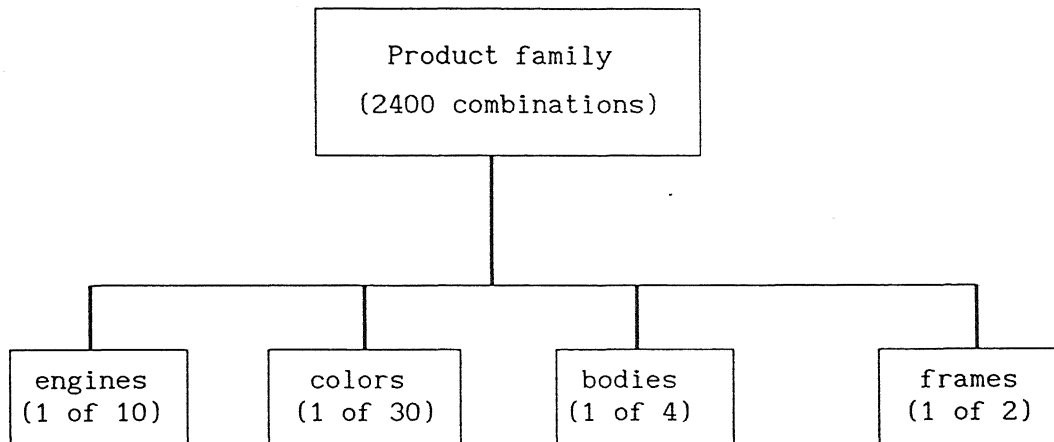 Product family
(2400 combinations)
engines
(1 of 10)
colors
(1 of 30)
bodies
(1 of 4)
frames
(1 of 2)